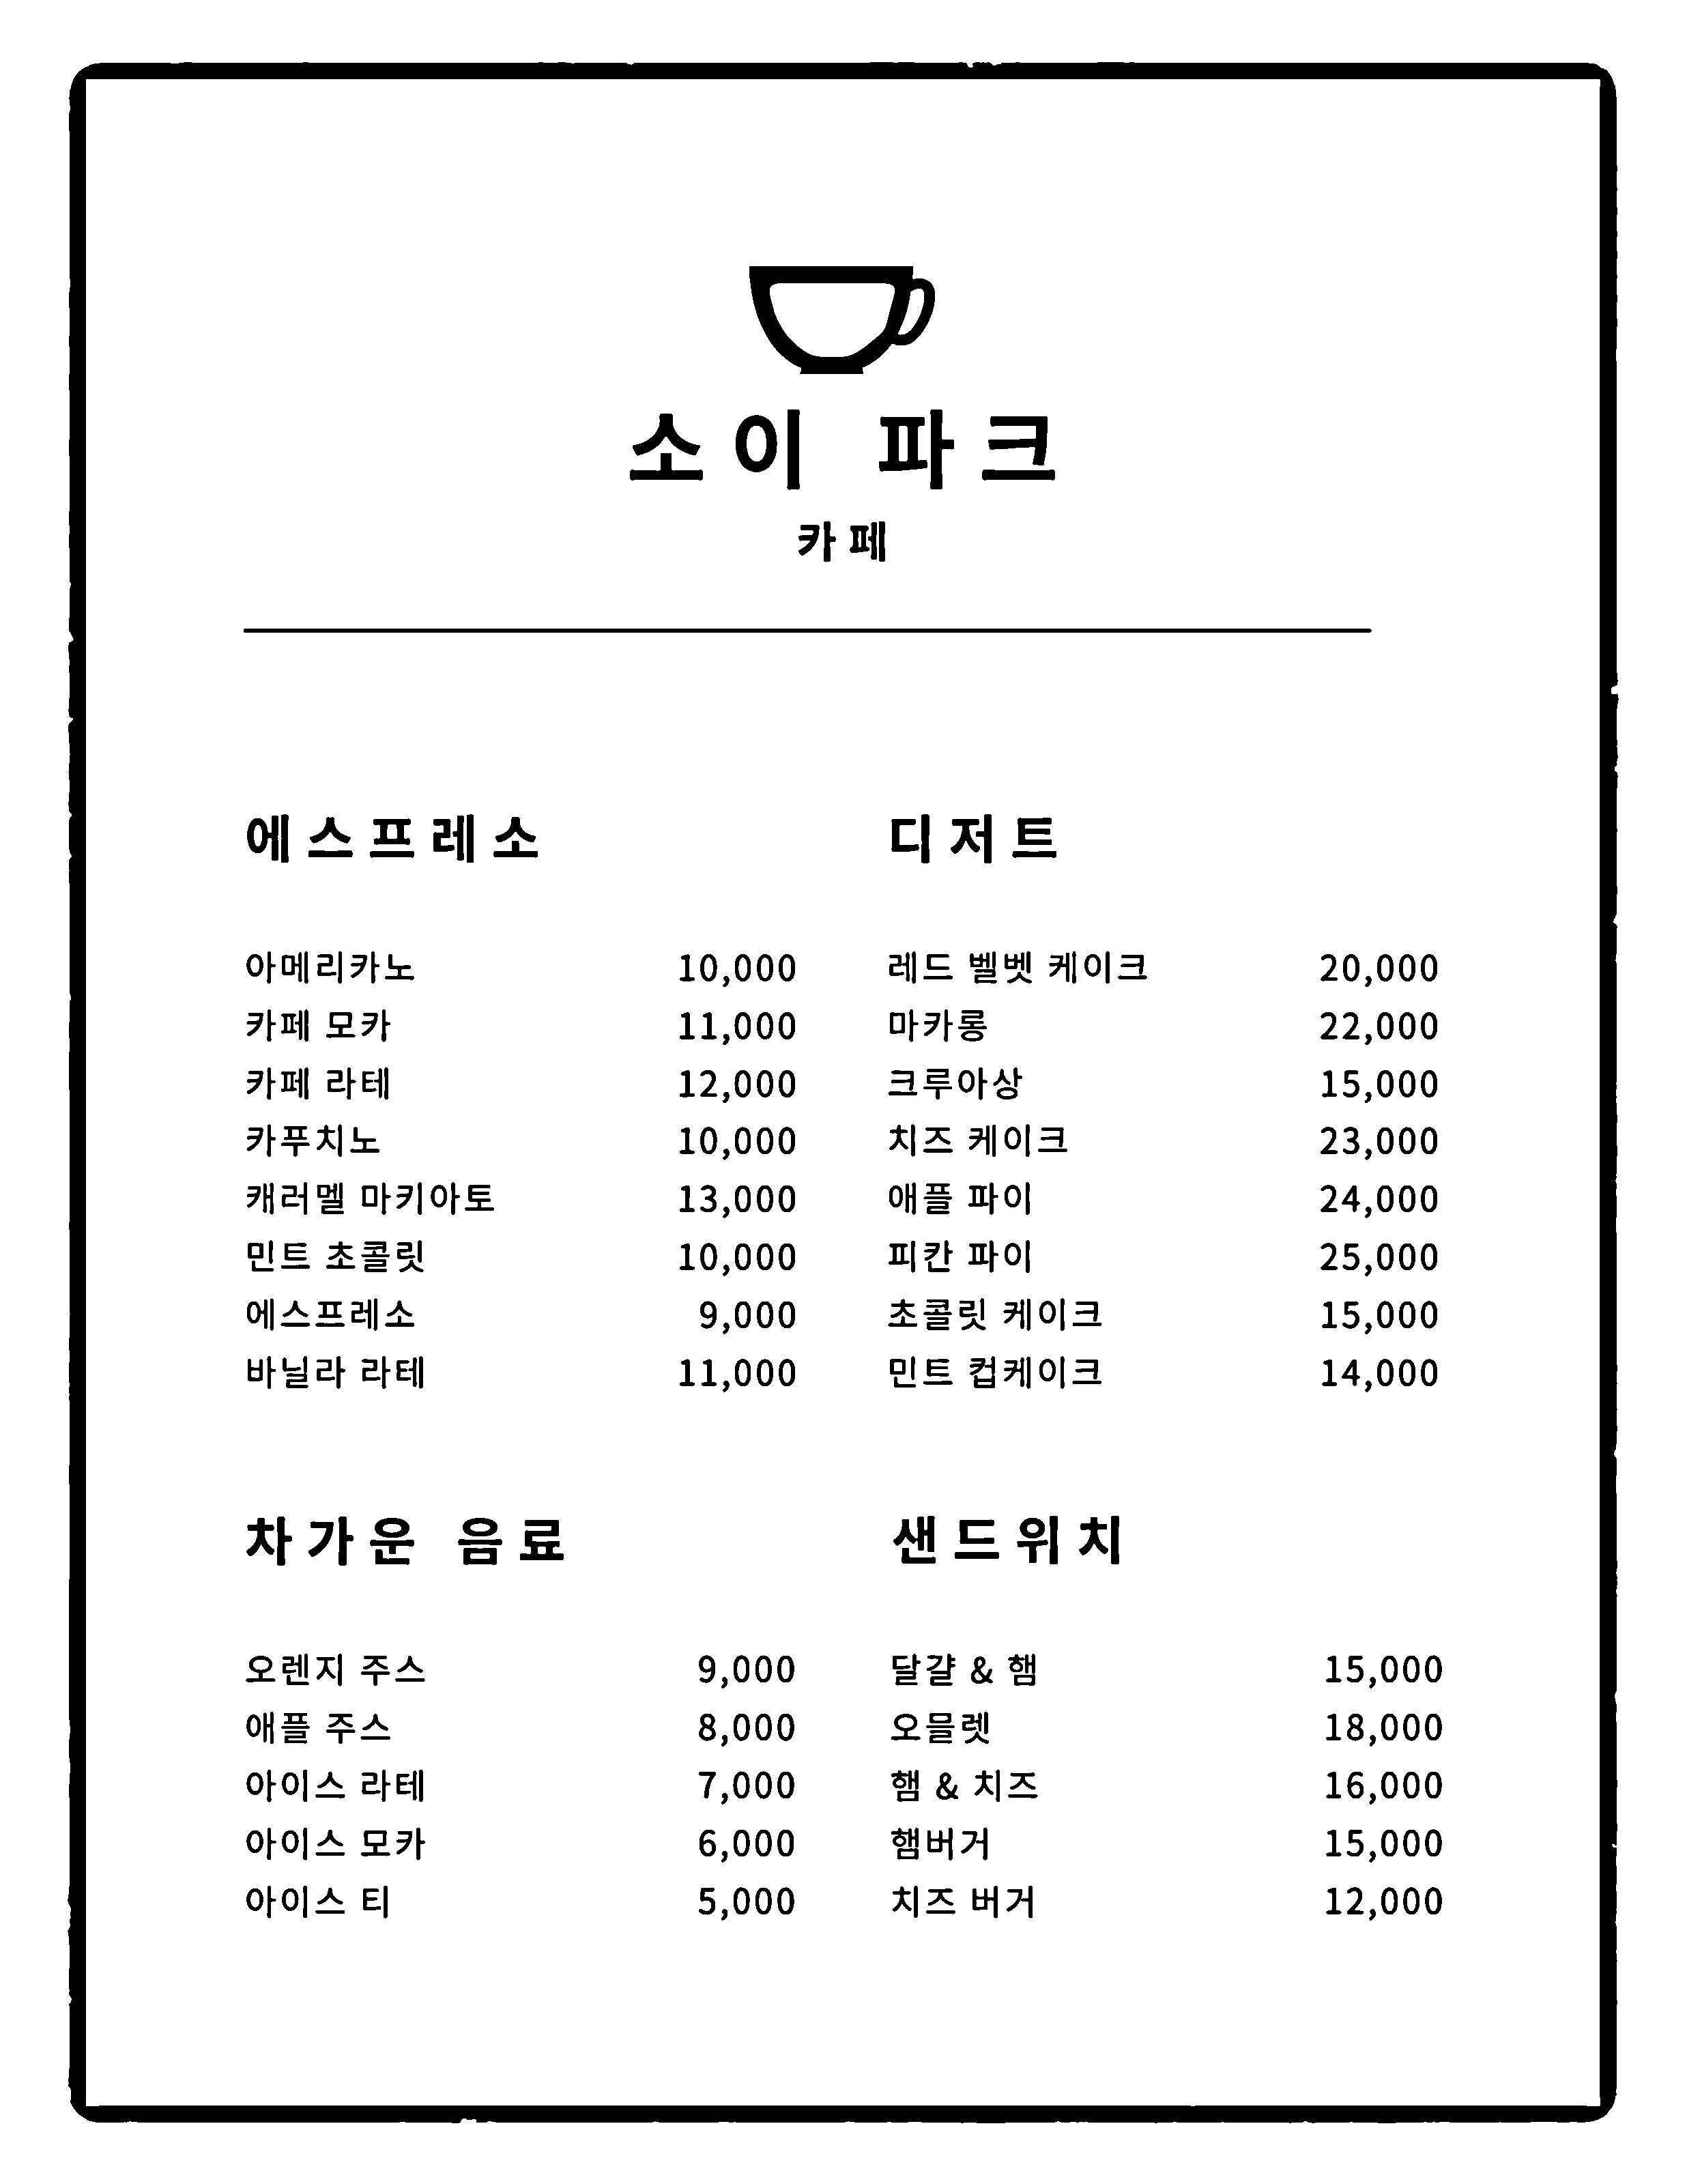 소이 파크
카페
에스프레소
아메리카노 10,000
카페 모카 11,000
카페 라테 12,000
카푸치노 10,000
캐러멜 마키아토 13,000
민트 초콜릿 10,000
에스프레소 9,000
바닐라 라테 11,000
디저트
레드 벨벳 케이크 20,000
마카롱 22,000
크루아상 15,000
치즈 케이크 23,000
애플 파이 24,000
피칸 파이 25,000
초콜릿 케이크 15,000
민트 컵케이크 14,000
차가운 음료
오렌지 주스 9,000
애플 주스 8,000
아이스 라테 7,000
아이스 모카 6,000
아이스 티 5,000
샌드위치
달걀 & 햄 15,000
오믈렛 18,000
햄 & 치즈 16,000
햄버거 15,000
치즈 버거 12,000